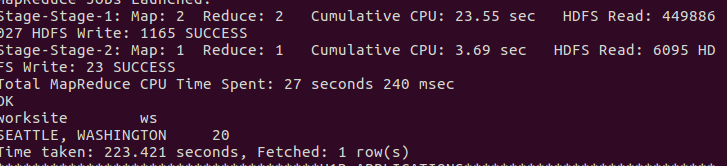 MapReduce Jobs Launched:
Stage-Stage-1: Map: 2  Reduce: 2   Cumulative CPU: 23.55 sec   HDFS Read: 449886
027 HDFS Write: 1165 SUCCESS
Stage-Stage-2: Map: 1  Reduce: 1   Cumulative CPU: 3.69 sec   HDFS Read: 6095 HD
FS Write: 23 SUCCESS
Total MapReduce CPU Time Spent: 27 seconds 240 msec
OK
worksite        ws
SEATTLE, WASHINGTON     20
Time taken: 223.421 seconds, Fetched: 1 row(s)